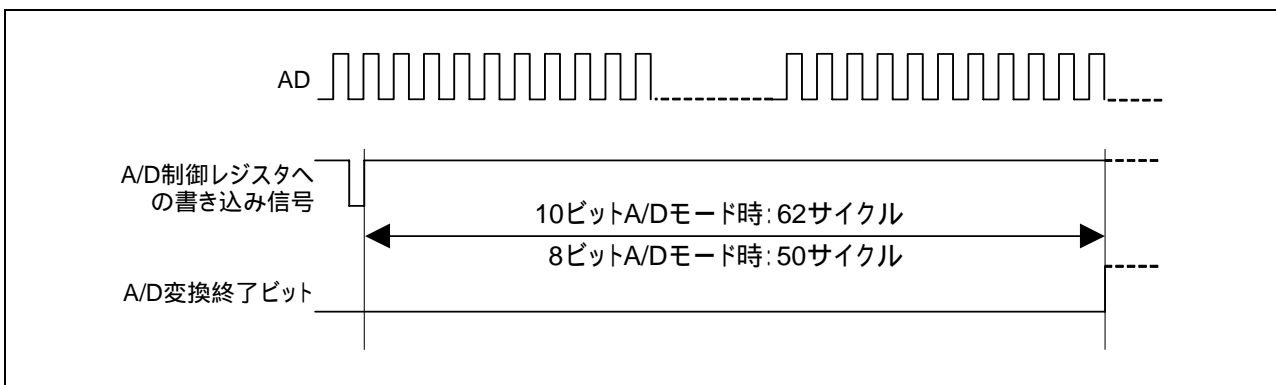 AD
A/D制御レジスタへ
の書き込み信号
10ビットA/Dモード時:62サイクル
8ビットA/Dモード時:50サイクル
A/D変換終了ビット